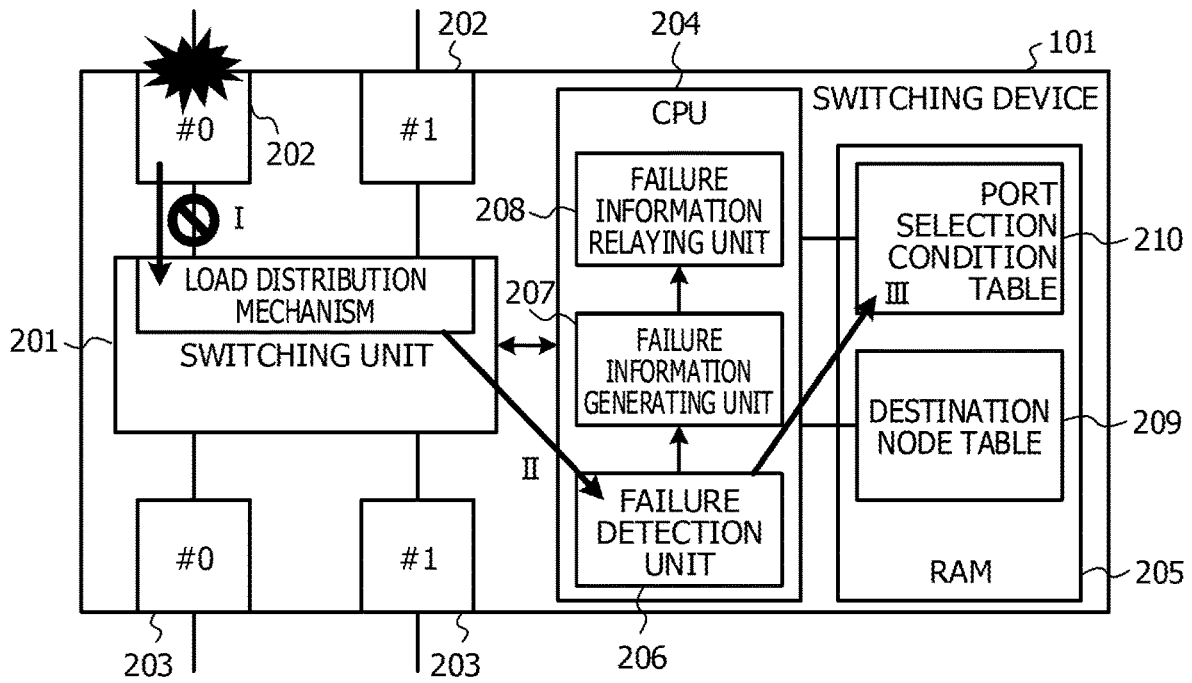 204
202
101
CPU
SWITCHING DEVICE
#0
202
#1
208
FAILURE
INFORMATION
RELAYING UNIT
PORT
SELECTION
CONDITION
TABLE
210
I
LOAD DISTRIBUTION
MECHANISM
207
III
201
SWITCHING UNIT
FAILURE
INFORMATION
GENERATING UNIT
DESTINATION
NODE TABLE
209
II
#0
#1
FAILURE
DETECTION
UNIT
RAM
205
203
203
206